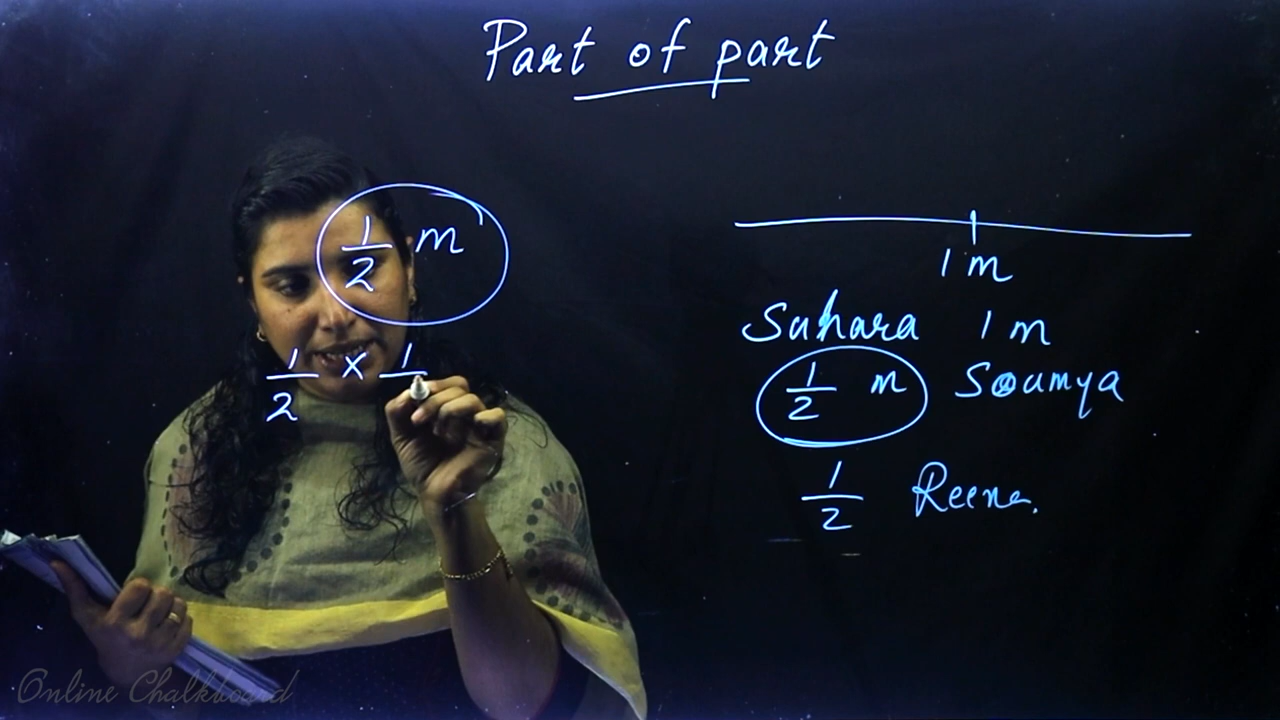 Part of part
1/2 m
1/2 × 1
1 m
Suhara 1 m
1/2 m Soumya
1/2 Reena.
Online Chalkboard